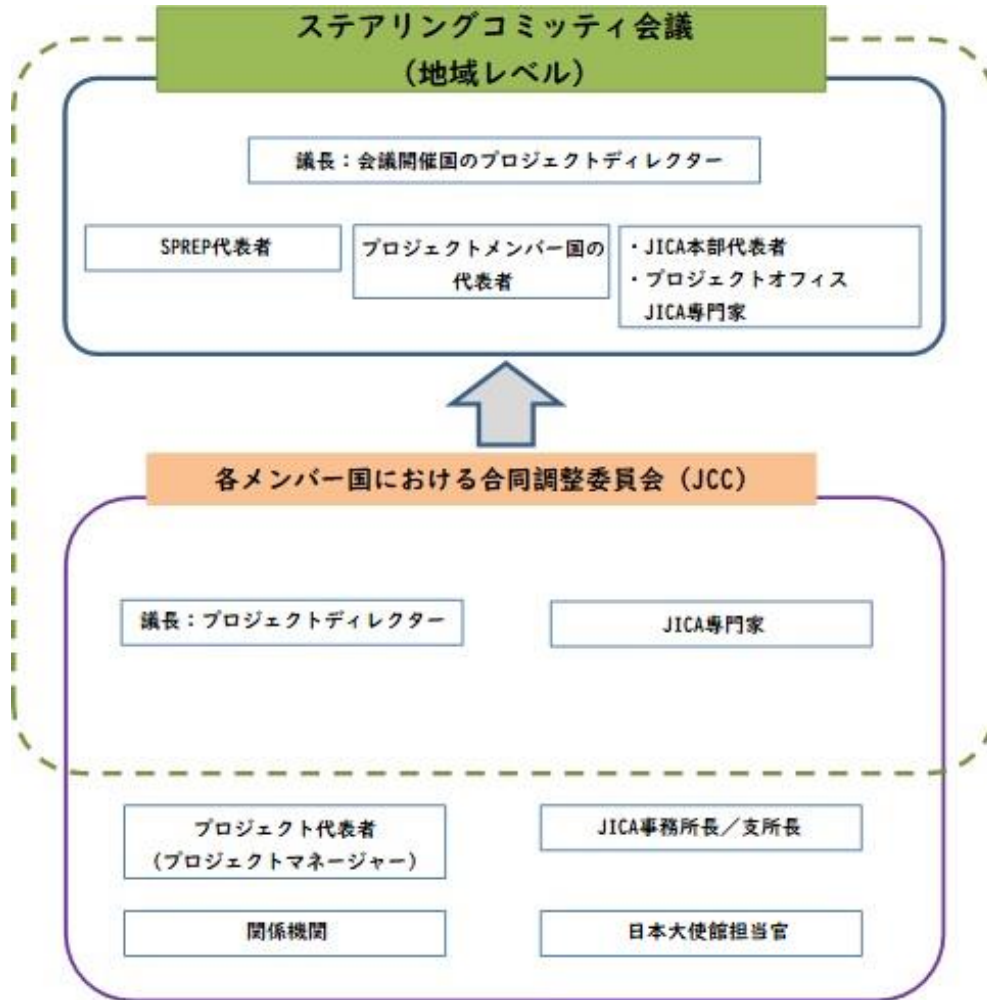 ステアリングコミッティ会議
(地域レベル)
議長：会議開催国のプロジェクトディレクター
SPREP代表者
プロジェクトメンバー国の
代表者
・JICA本部代表者
・プロジェクトオフィス
JICA専門家
各メンバー国における合同調整委員会（JCC）
議長：プロジェクトディレクター
JICA専門家
プロジェクト代表者
(プロジェクトマネージャー)
JICA事務所長／支所長
関係機関
日本大使館担当官